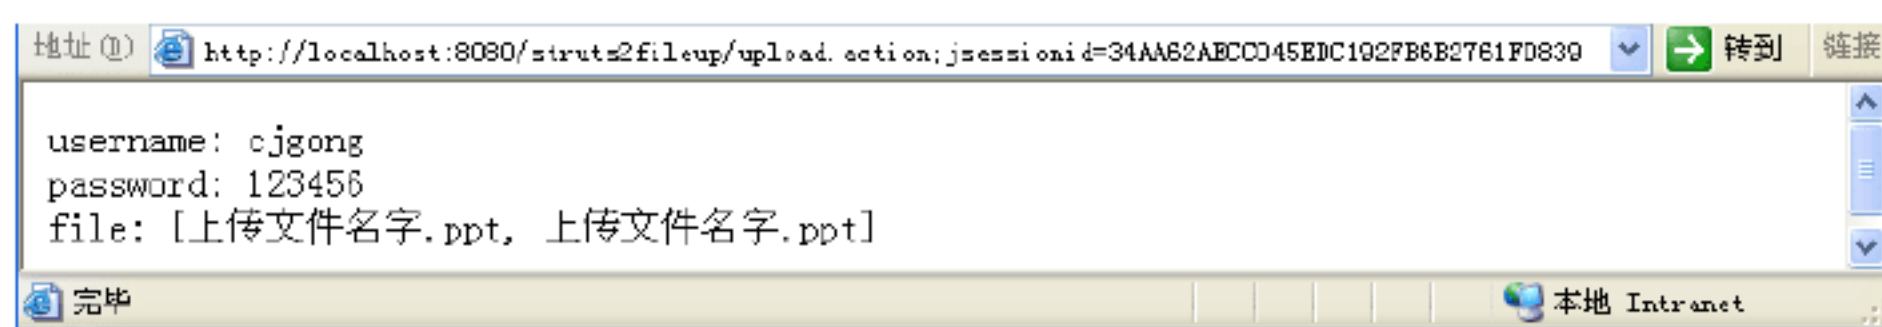 地址(D) http://localhost:8080/struts2fileup/upload.action;jsessionid=34AA62AECCD45EDC192FB6B2761FD839 转到 链接
username: cjgong
password: 123456
file: [上传文件名字.ppt, 上传文件名字.ppt]
完毕 本地 Intranet